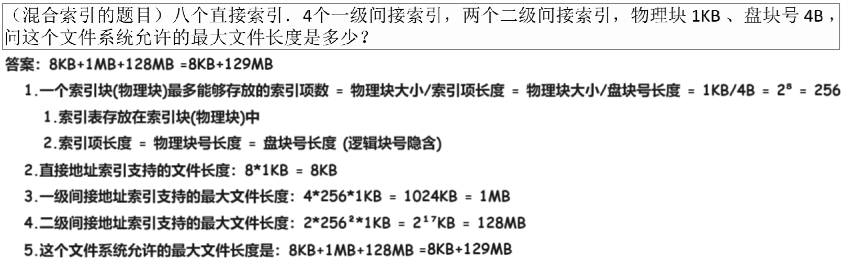 （混合索引的题目）八个直接索引．4个一级间接索引，两个二级间接索引，物理块1KB、盘块号4B，
问这个文件系统允许的最大文件长度是多少？
答案：8KB+1MB+128MB =8KB+129MB
1.一个索引块(物理块)最多能够存放的索引项数 = 物理块大小/索引项长度 = 物理块大小/盘块号长度 = 1KB/4B = 2⁸ = 256
1.索引表存放在索引块(物理块)中
2.索引项长度 = 物理块号长度 = 盘块号长度 (逻辑块号隐含)
2.直接地址索引支持的文件长度：8*1KB = 8KB
3.一级间接地址索引支持的最大文件长度：4*256*1KB = 1024KB = 1MB
4.二级间接地址索引支持的最大文件长度：2*256²*1KB = 2¹⁷KB = 128MB
5.这个文件系统允许的最大文件长度是：8KB+1MB+128MB =8KB+129MB